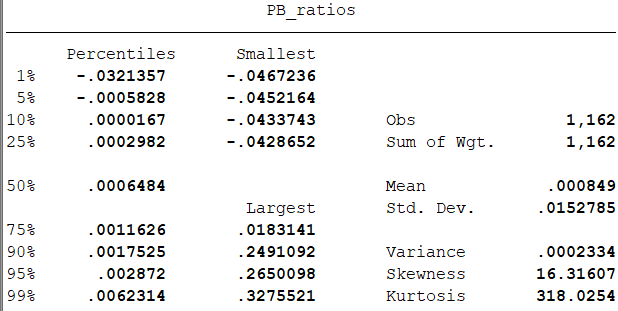 PB_ratios
Percentiles Smallest
1% -.0321357 -.0467236
5% -.0005828 -.0452164
10% .0000167 -.0433743 Obs 1,162
25% .0002982 -.0428652 Sum of Wgt. 1,162
50% .0006484 Mean .000849
Largest Std. Dev. .0152785
75% .0011626 .0183141
90% .0017525 .2491092 Variance .0002334
95% .002872 .2650098 Skewness 16.31607
99% .0062314 .3275521 Kurtosis 318.0254